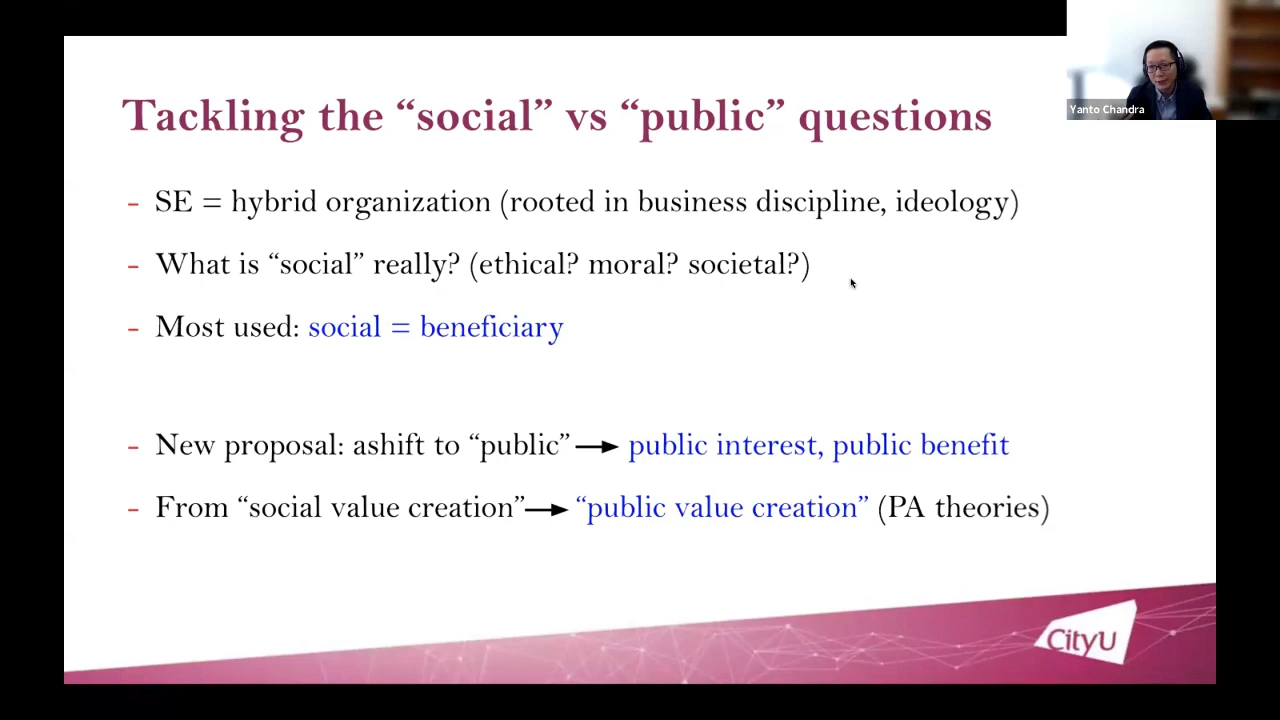 Tackling the “social” vs “public” questions
Yanto Chandra
- SE = hybrid organization (rooted in business discipline, ideology)
- What is “social” really? (ethical? moral? societal?)
- Most used: social = beneficiary
- New proposal: ashift to “public” → public interest, public benefit
- From “social value creation” → “public value creation” (PA theories)
CityU